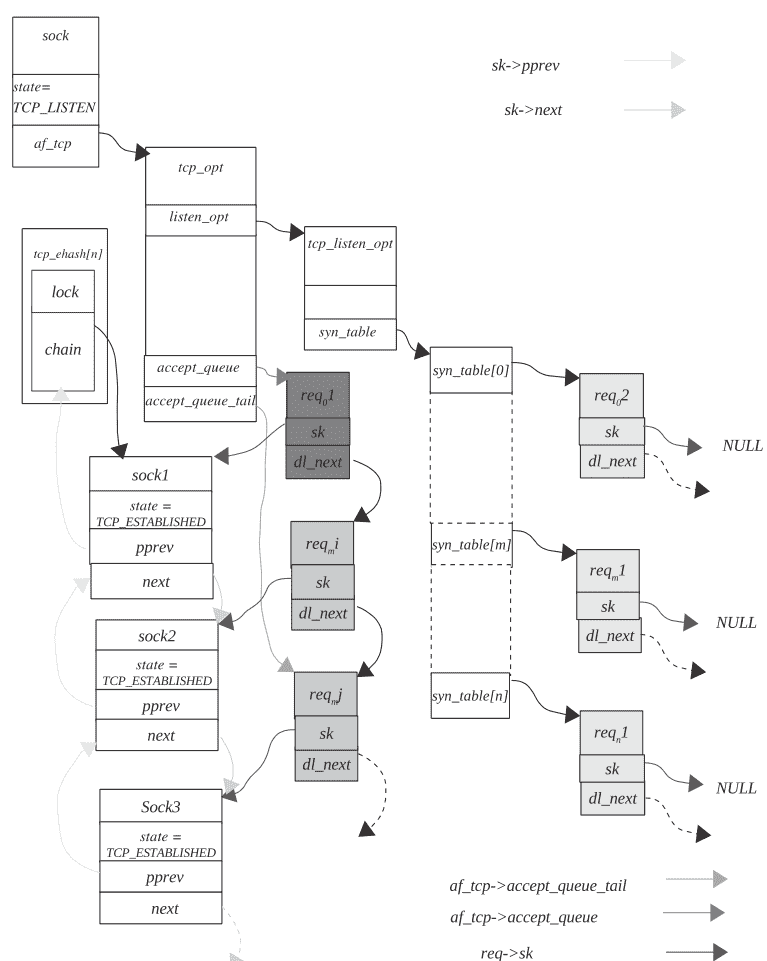 sock
state=
TCP_LISTEN
af_tcp
sk->pprev
sk->next
tcp_opt
listen_opt
accept_queue
accept_queue_tail
tcp_listen_opt
syn_table
tcp_ehash[n]
lock
chain
syn_table[0]
syn_table[m]
syn_table[n]
req₀1
sk
dl_next
reqₘi
sk
dl_next
reqₘj
sk
dl_next
req₀2
sk
dl_next
NULL
reqₘ1
sk
dl_next
NULL
reqₙ1
sk
dl_next
NULL
sock1
state =
TCP_ESTABLISHED
pprev
next
sock2
state =
TCP_ESTABLISHED
pprev
next
Sock3
state =
TCP_ESTABLISHED
pprev
next
af_tcp->accept_queue_tail
af_tcp->accept_queue
req->sk